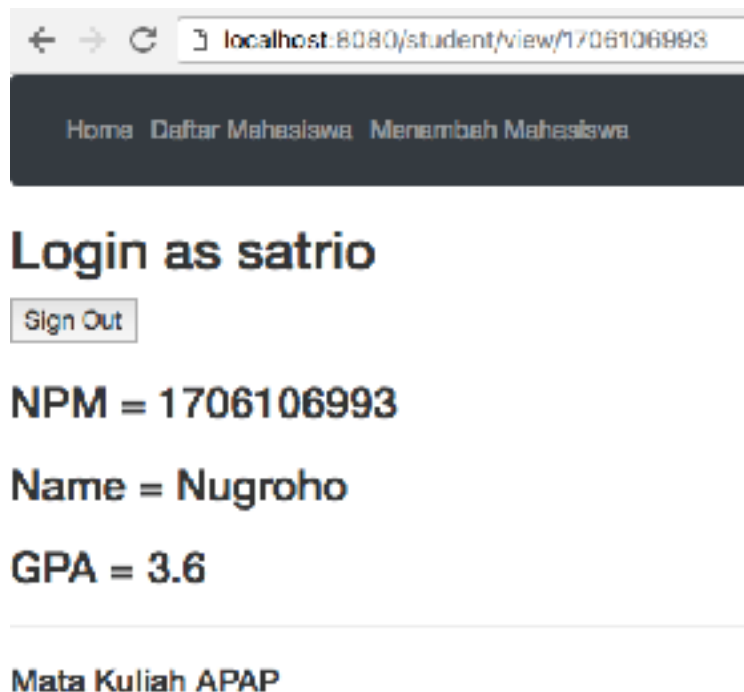 localhost:8080/student/view/1706106993
Home Daftar Mahasiswa Menambah Mahasiswa
Login as satrio
Sign Out
NPM = 1706106993
Name = Nugroho
GPA = 3.6
Mata Kuliah APAP